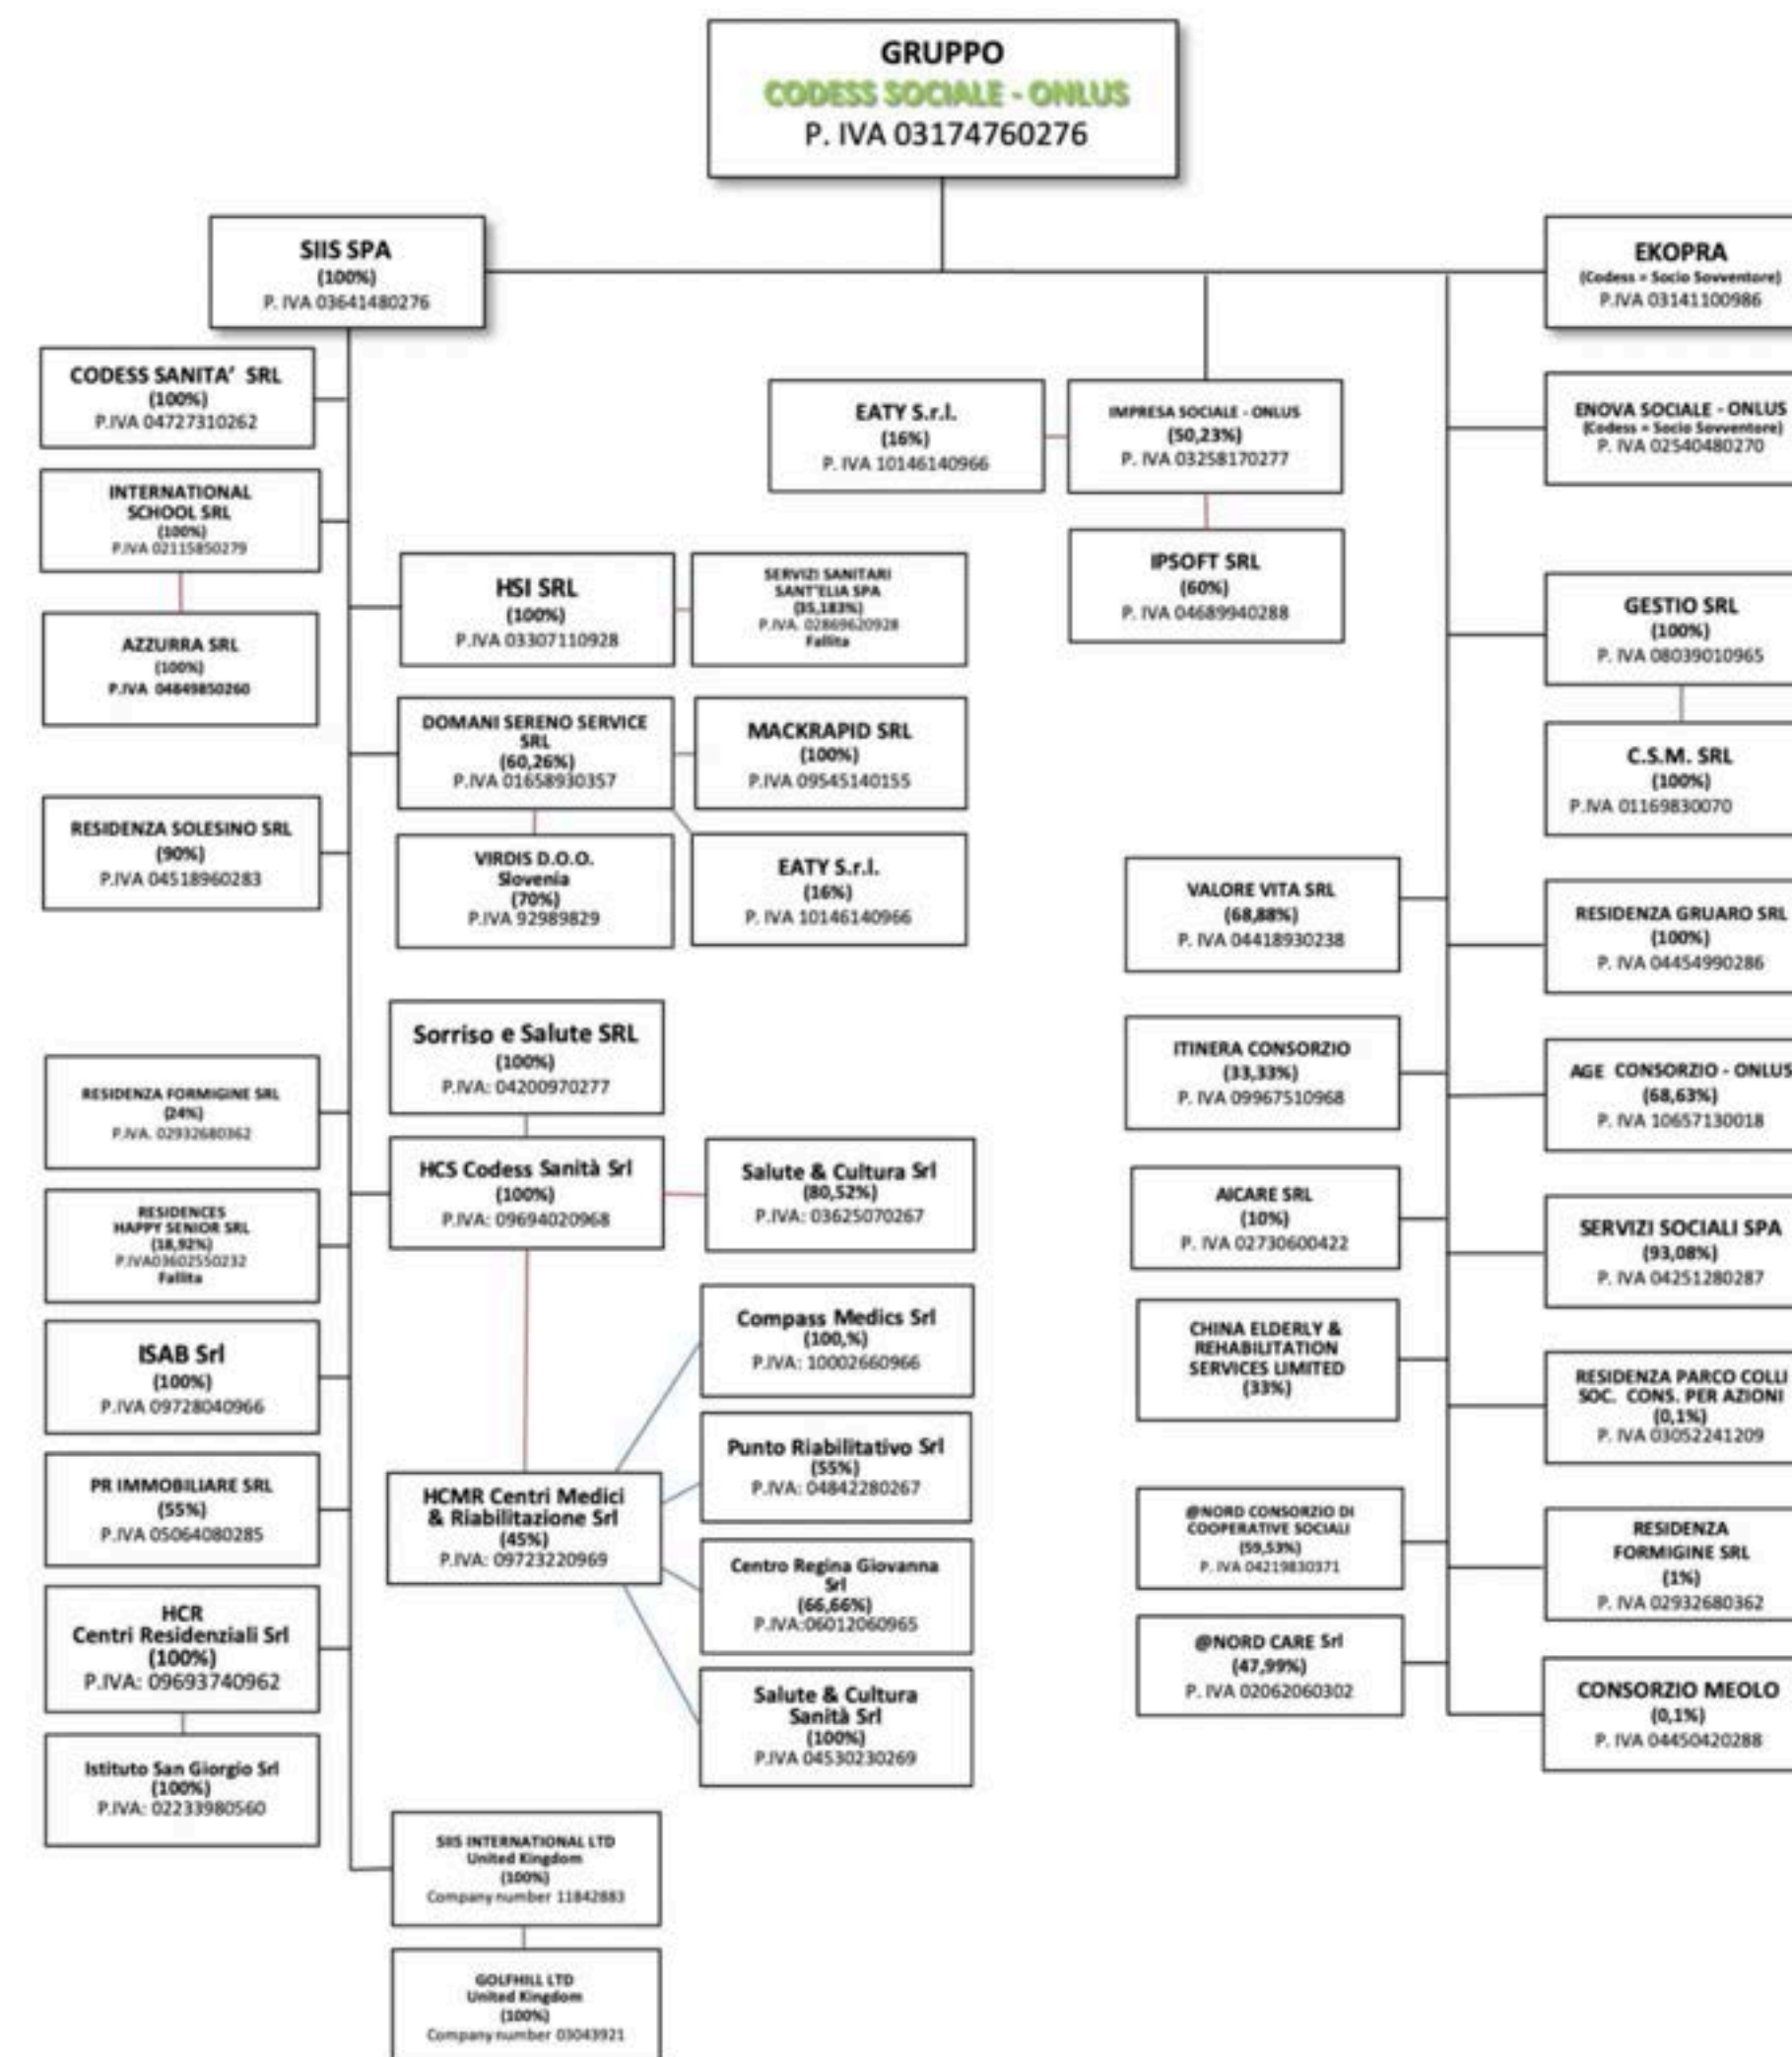 GRUPPO
CODESS SOCIALE - ONLUS
P. IVA 03174760276
SIIS SPA
(100%)
P. IVA 03641480276
EKOPRA
(Codess = Socio Sovventore)
P.IVA 03141100986
CODESS SANITA' SRL
(100%)
P.IVA 04727310262
INTERNATIONAL
SCHOOL SRL
(100%)
P.IVA 02115850279
AZZURRA SRL
(100%)
P.IVA 04849850260
RESIDENZA SOLESINO SRL
(90%)
P.IVA 04518960283
RESIDENZA FORMIGINE SRL
(24%)
P.IVA. 02932680362
RESIDENCES
HAPPY SENIOR SRL
(18,92%)
P.IVA03602550232
Fallita
ISAB Srl
(100%)
P.IVA 09728040966
PR IMMOBILIARE SRL
(55%)
P.IVA 05064080285
HCR
Centri Residenziali Srl
(100%)
P.IVA: 09693740962
Istituto San Giorgio Srl
(100%)
P.IVA: 02233980560
HSI SRL
(100%)
P.IVA 03307110928
SERVIZI SANITARI
SANT'ELIA SPA
(35,183%)
P.IVA. 02869620928
Fallita
DOMANI SERENO SERVICE
SRL
(60,26%)
P.IVA 01658930357
MACKRAPID SRL
(100%)
P.IVA 09545140155
VIRDIS D.O.O.
Slovenia
(70%)
P.IVA 92989829
EATY S.r.l.
(16%)
P. IVA 10146140966
Sorriso e Salute SRL
(100%)
P.IVA: 04200970277
HCS Codess Sanità Srl
(100%)
P.IVA: 09694020968
Salute & Cultura Srl
(80,52%)
P.IVA: 03625070267
Compass Medics Srl
(100,%)
P.IVA: 10002660966
Punto Riabilitativo Srl
(55%)
P.IVA: 04842280267
HCMR Centri Medici
& Riabilitazione Srl
(45%)
P.IVA: 09723220969
Centro Regina Giovanna
Srl
(66,66%)
P.IVA:06012060965
Salute & Cultura
Sanità Srl
(100%)
P.IVA 04530230269
SIIS INTERNATIONAL LTD
United Kingdom
(100%)
Company number 11842883
GOLFHILL LTD
United Kingdom
(100%)
Company number 03043921
EATY S.r.l.
(16%)
P. IVA 10146140966
IMPRESA SOCIALE - ONLUS
(50,23%)
P. IVA 03258170277
IPSOFT SRL
(60%)
P. IVA 04689940288
VALORE VITA SRL
(68,88%)
P. IVA 04418930238
ITINERA CONSORZIO
(33,33%)
P. IVA 09967510968
AICARE SRL
(10%)
P. IVA 02730600422
CHINA ELDERLY &
REHABILITATION
SERVICES LIMITED
(33%)
@NORD CONSORZIO DI
COOPERATIVE SOCIALI
(59,53%)
P. IVA 04219830371
@NORD CARE Srl
(47,99%)
P. IVA 02062060302
ENOVA SOCIALE - ONLUS
(Codess = Socio Sovventore)
P. IVA 02540480270
GESTIO SRL
(100%)
P. IVA 08039010965
C.S.M. SRL
(100%)
P.IVA 01169830070
RESIDENZA GRUARO SRL
(100%)
P. IVA 04454990286
AGE CONSORZIO - ONLUS
(68,63%)
P. IVA 10657130018
SERVIZI SOCIALI SPA
(93,08%)
P. IVA 04251280287
RESIDENZA PARCO COLLI
SOC. CONS. PER AZIONI
(0,1%)
P. IVA 03052241209
RESIDENZA
FORMIGINE SRL
(1%)
P. IVA 02932680362
CONSORZIO MEOLO
(0,1%)
P. IVA 04450420288